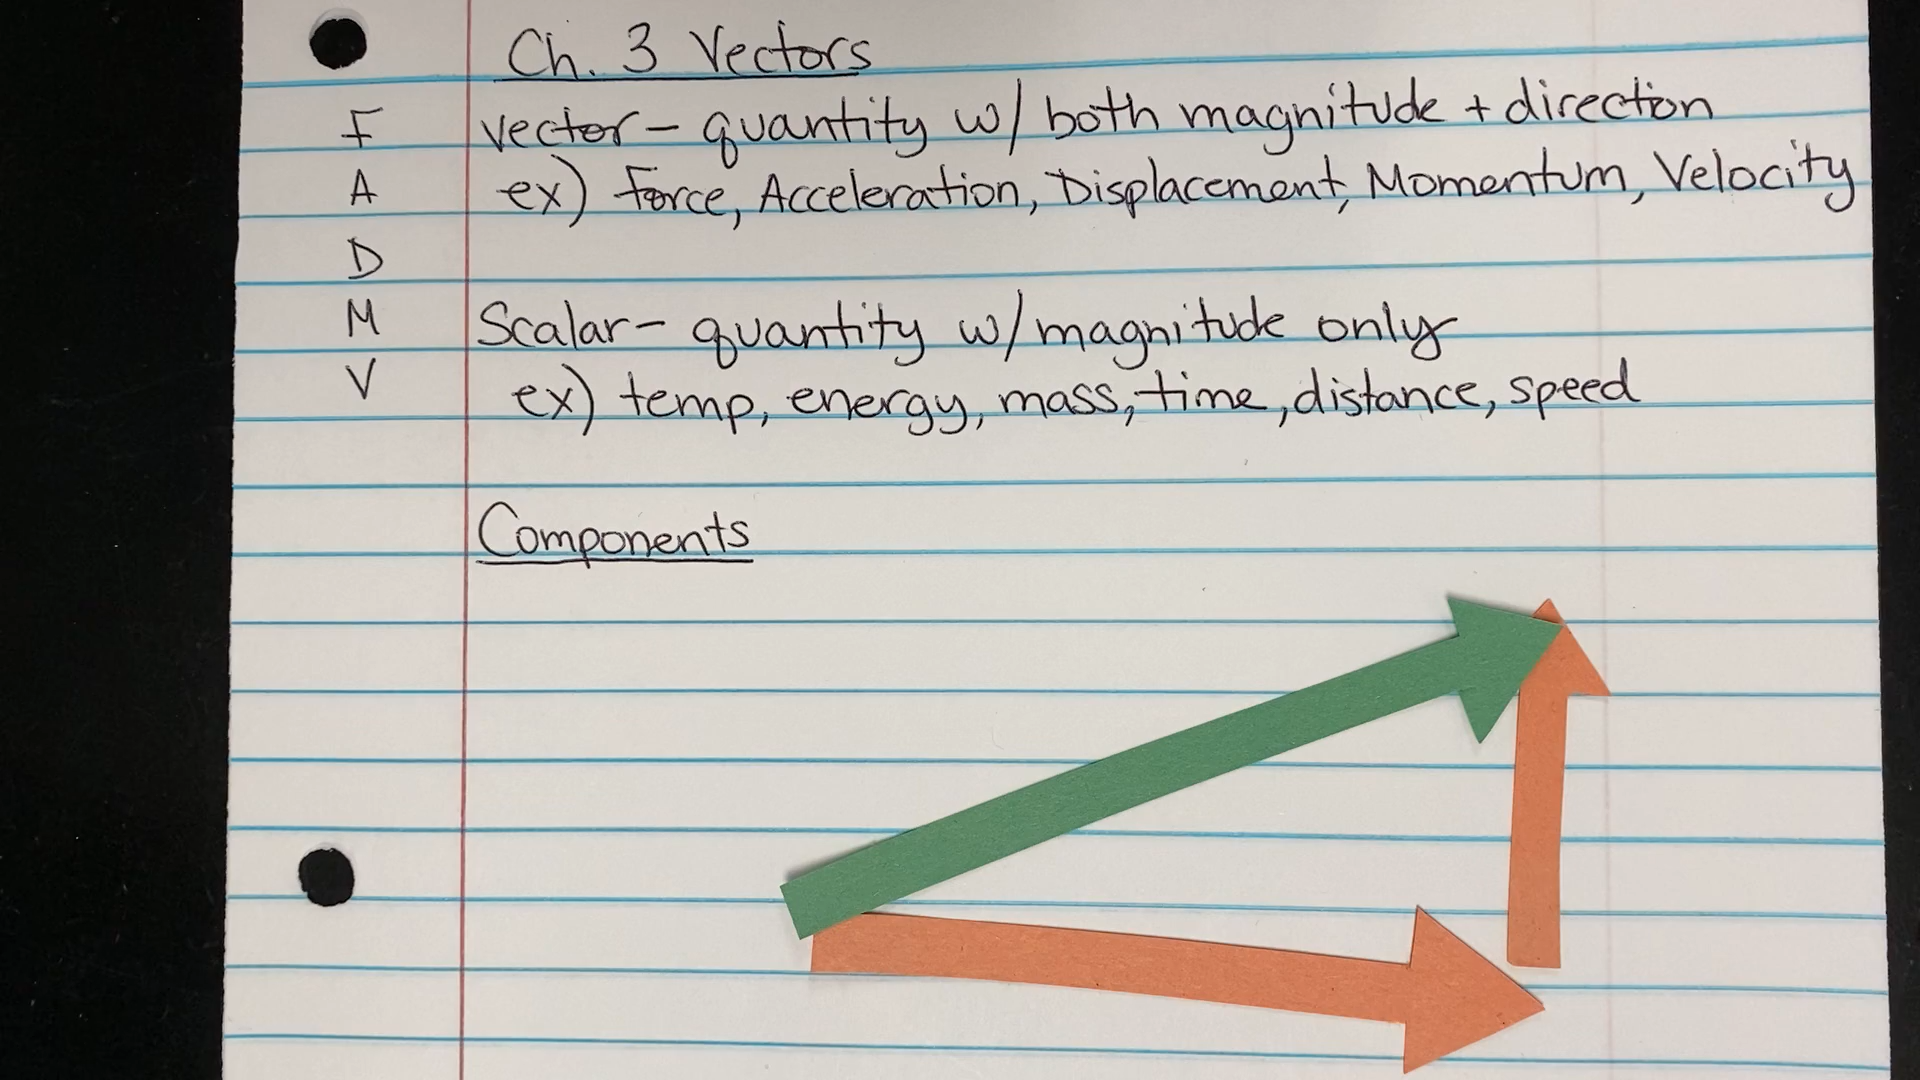 Ch. 3 Vectors
F vector - quantity w/ both magnitude + direction
A ex) Force, Acceleration, Displacement, Momentum, Velocity
D
M Scalar - quantity w/ magnitude only
V ex) temp, energy, mass, time, distance, speed
Components